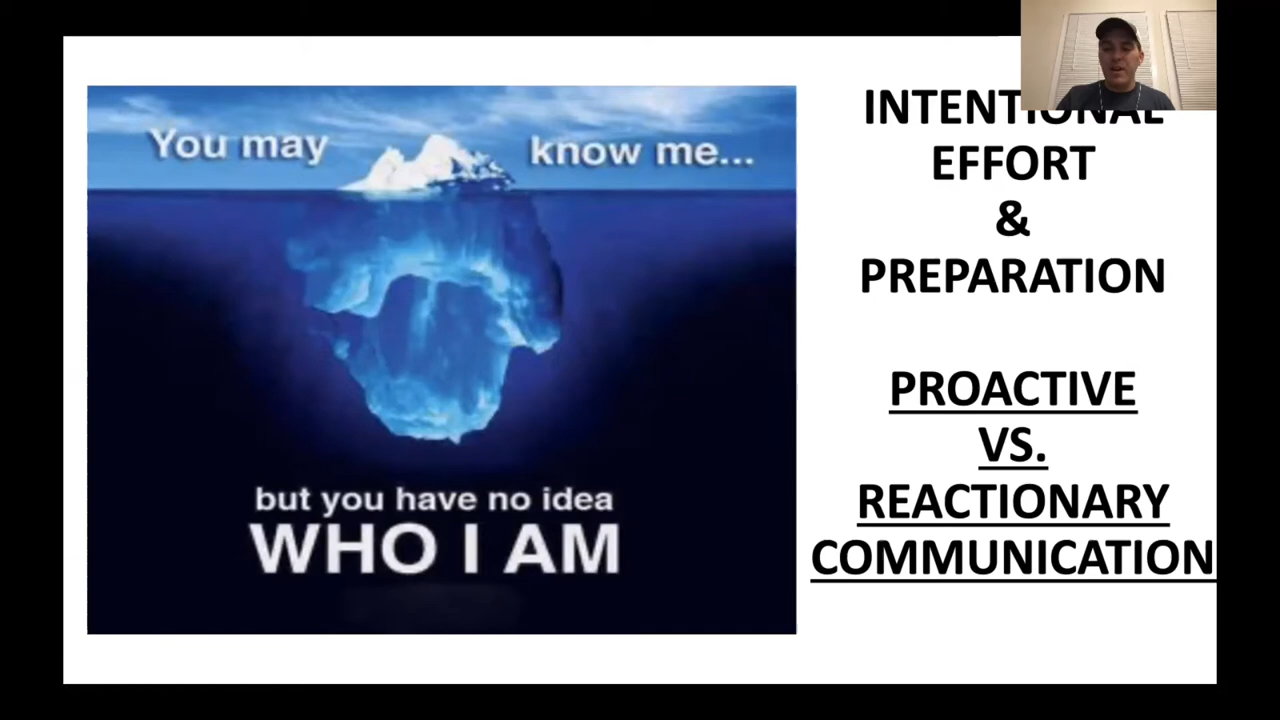 You may know me...
but you have no idea
WHO I AM
INTENTIONAL
EFFORT
&
PREPARATION
PROACTIVE
VS.
REACTIONARY
COMMUNICATION